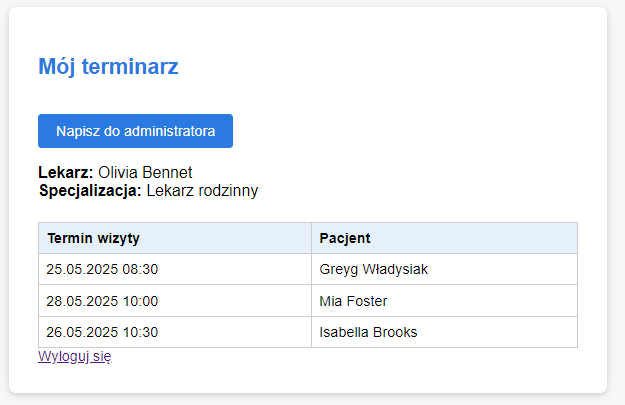 Mój terminarz
Napisz do administratora
Lekarz: Olivia Bennet
Specjalizacja: Lekarz rodzinny
Termin wizyty Pacjent
25.05.2025 08:30 Greyg Władysiak
28.05.2025 10:00 Mia Foster
26.05.2025 10:30 Isabella Brooks
Wyloguj się